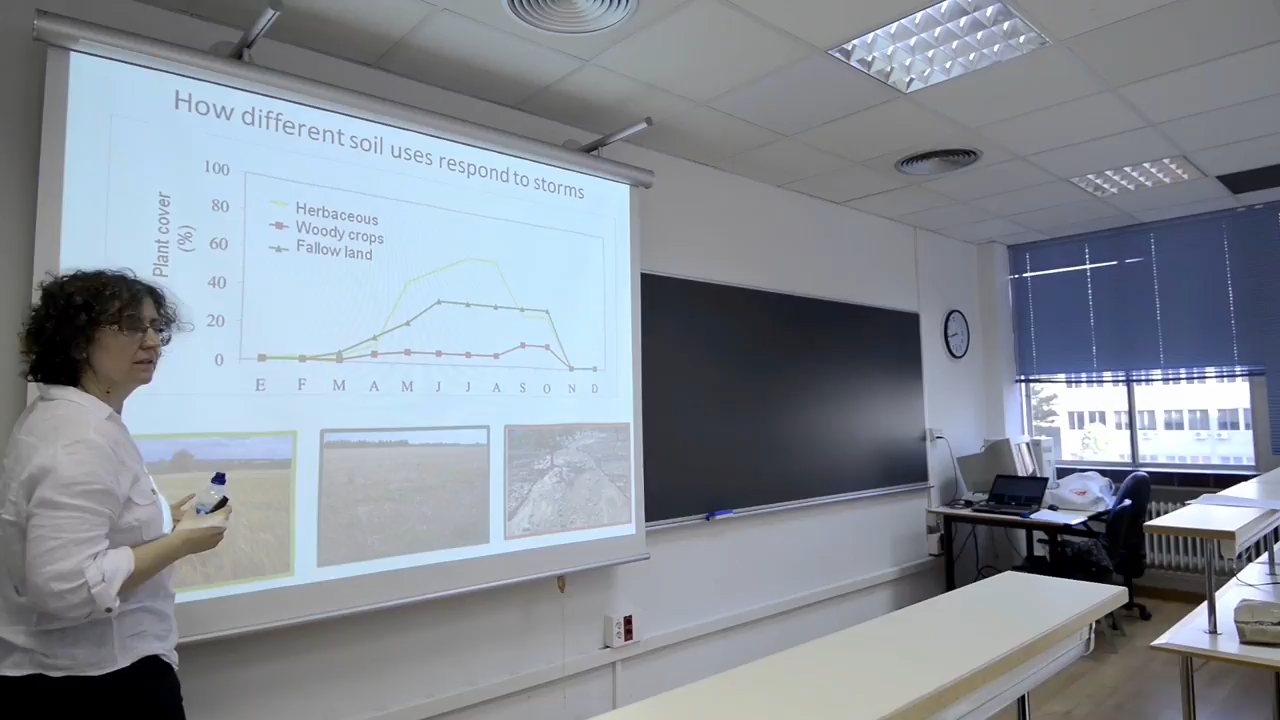 How different soil uses respond to storms
Plant cover
(%)
100
80
60
40
20
0
Herbaceous
Woody crops
Fallow land
E F M A M J J A S O N D